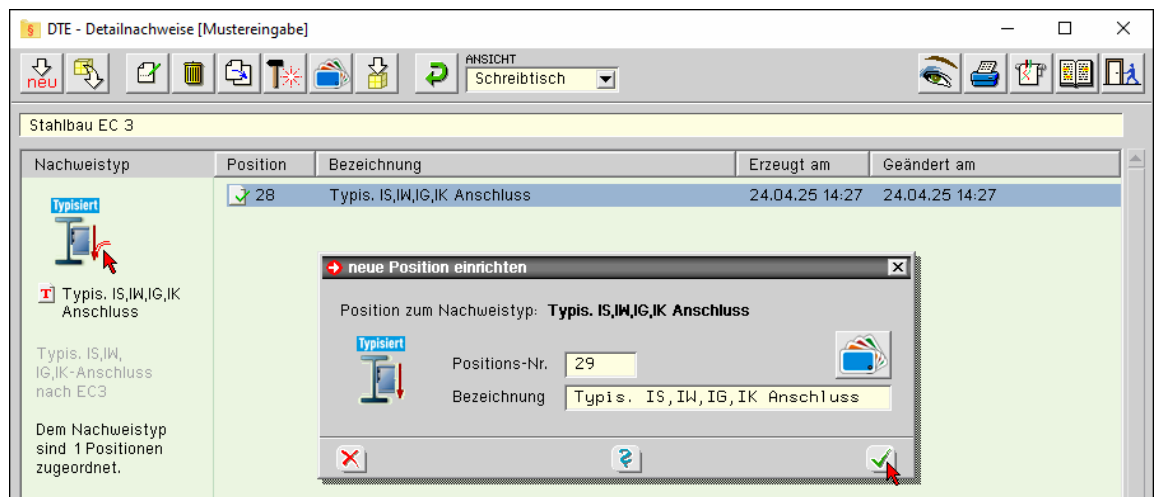 DTE - Detailnachweise [Mustereingabe]
neu
ANSICHT
Schreibtisch
Stahlbau EC 3
Nachweistyp Position Bezeichnung Erzeugt am Geändert am
28 Typis. IS,IW,IG,IK Anschluss 24.04.25 14:27 24.04.25 14:27
Typisiert
T Typis. IS,IW,IG,IK
Anschluss
Typis. IS,IW,
IG,IK-Anschluss
nach EC3
Dem Nachweistyp
sind 1 Positionen
zugeordnet.
neue Position einrichten
Position zum Nachweistyp: Typis. IS,IW,IG,IK Anschluss
Typisiert
Positions-Nr. 29
Bezeichnung Typis. IS,IW,IG,IK Anschluss